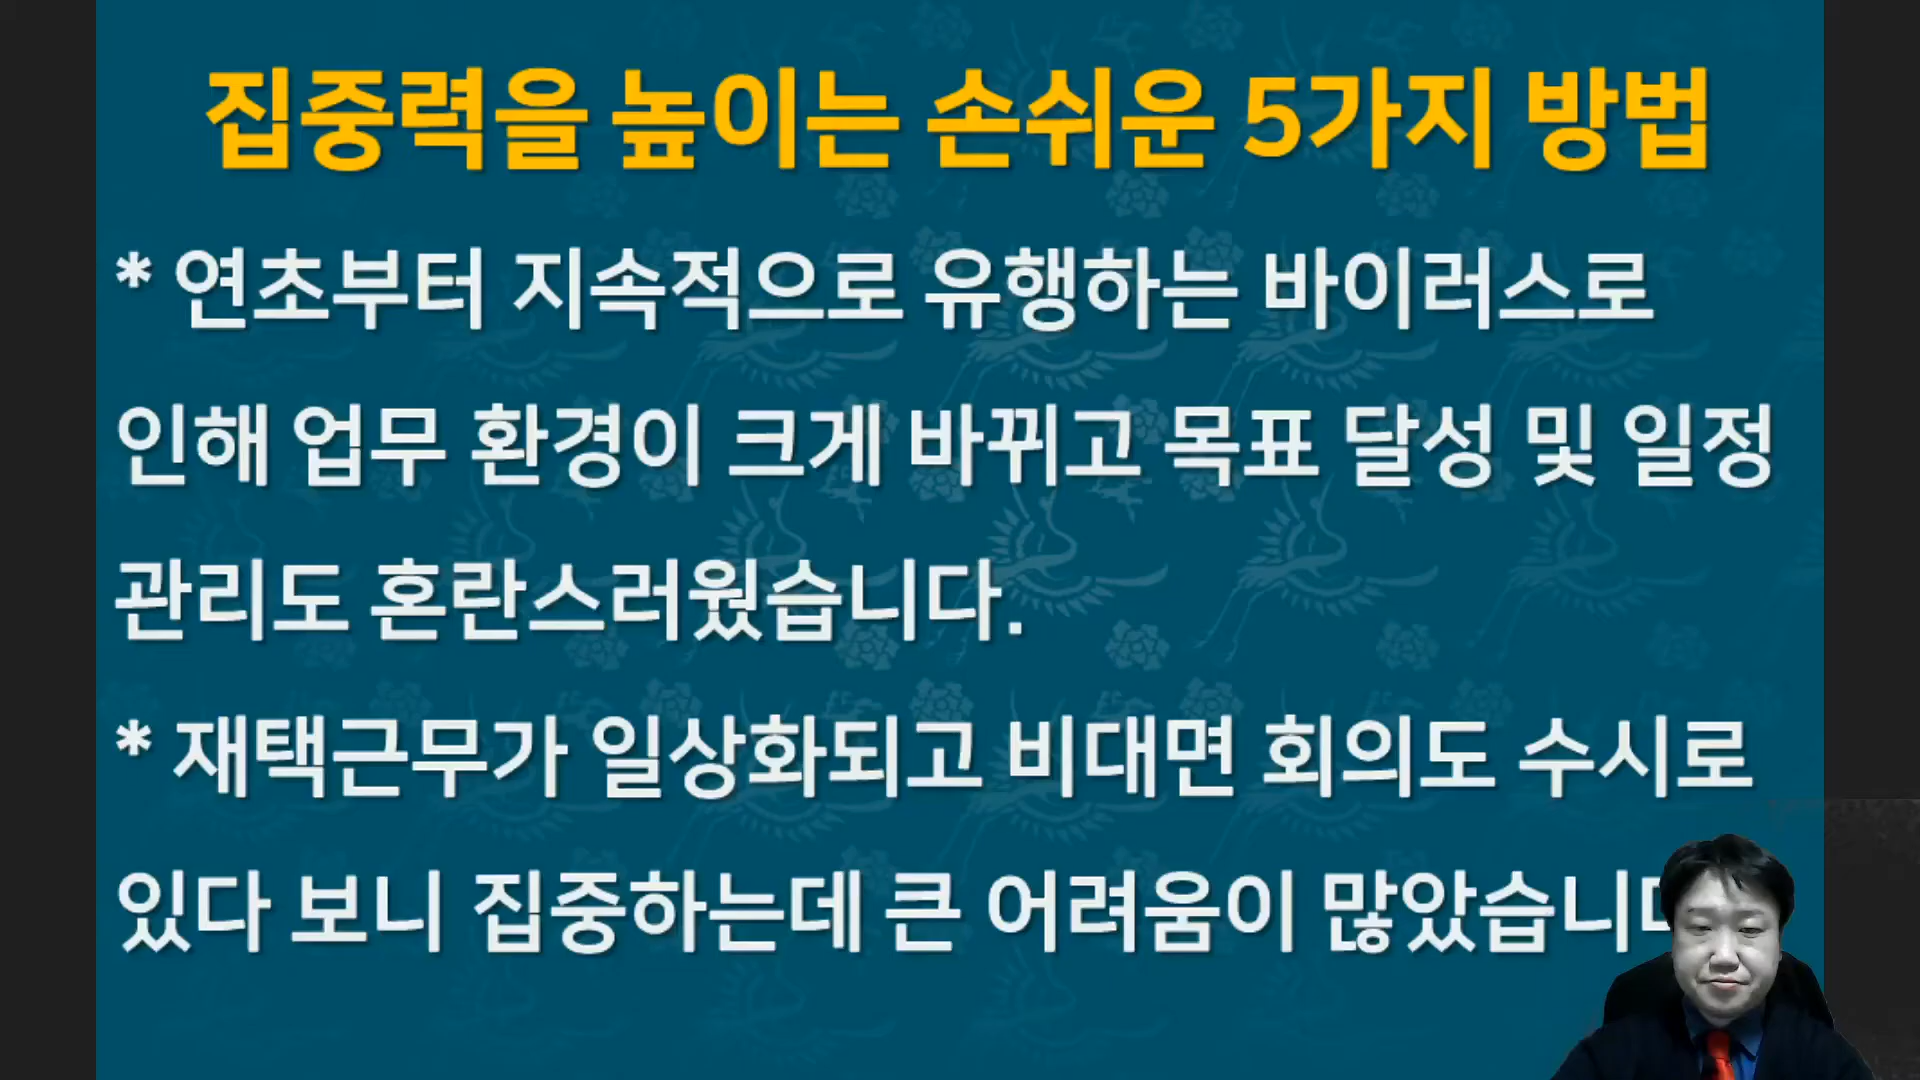 집중력을 높이는 손쉬운 5가지 방법
* 연초부터 지속적으로 유행하는 바이러스로
인해 업무 환경이 크게 바뀌고 목표 달성 및 일정
관리도 혼란스러웠습니다.
* 재택근무가 일상화되고 비대면 회의도 수시로
있다 보니 집중하는데 큰 어려움이 많았습니다